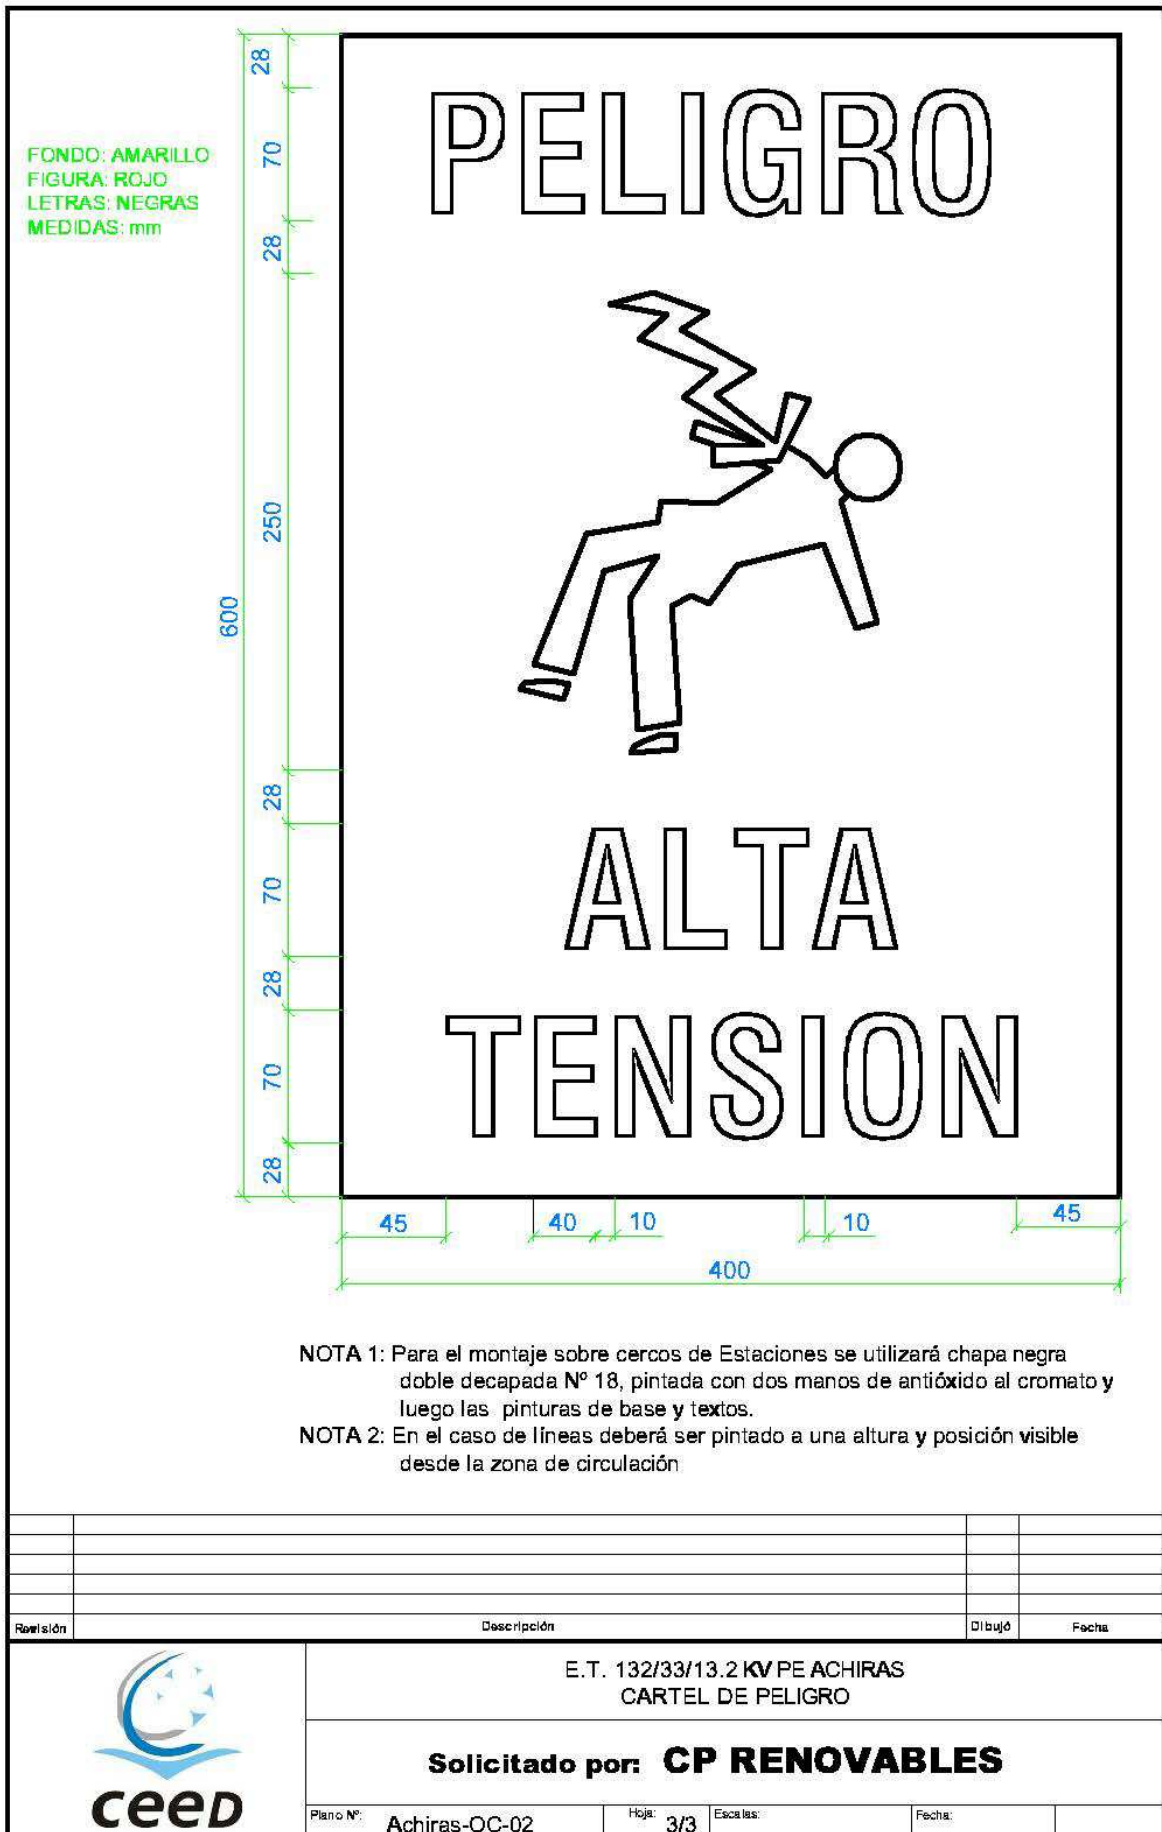 28
FONDO: AMARILLO
FIGURA: ROJO
LETRAS: NEGRAS
MEDIDAS: mm
70
PELIGRO
28
250
600
28
70
ALTA
28
70
TENSION
28
45
40
10
10
45
400
NOTA 1: Para el montaje sobre cercos de Estaciones se utilizará chapa negra
doble decapada Nº 18, pintada con dos manos de antióxido al cromato y
luego las pinturas de base y textos.
NOTA 2: En el caso de líneas deberá ser pintado a una altura y posición visible
desde la zona de circulación
Revisión Descripción Dibujó Fecha
E.T. 132/33/13.2 KV PE ACHIRAS
CARTEL DE PELIGRO
Solicitado por: CP RENOVABLES
ceeD
Plano Nº: Achiras-OC-02 Hoja: 3/3 Escalas: Fecha: